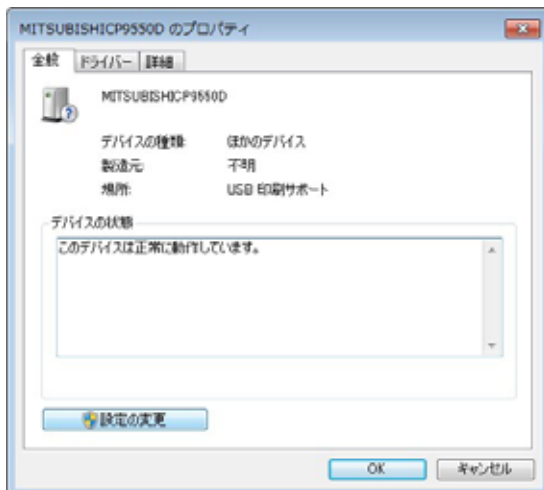 MITSUBISHICP9550D のプロパティ
全般 ドライバー 詳細
MITSUBISHICP9550D
デバイスの種類: ほかのデバイス
製造元: 不明
場所: USB 印刷サポート
デバイスの状態
このデバイスは正常に動作しています。
設定の変更
OK キャンセル